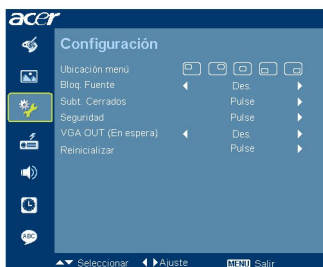 acer
Configuración
Ubicación menú
Bloq. Fuente Des.
Subt. Cerrados Pulse
Seguridad Pulse
VGA OUT (En espera) Des.
Reinicializar Pulse
ABC
Seleccionar Ajuste MENU Salir